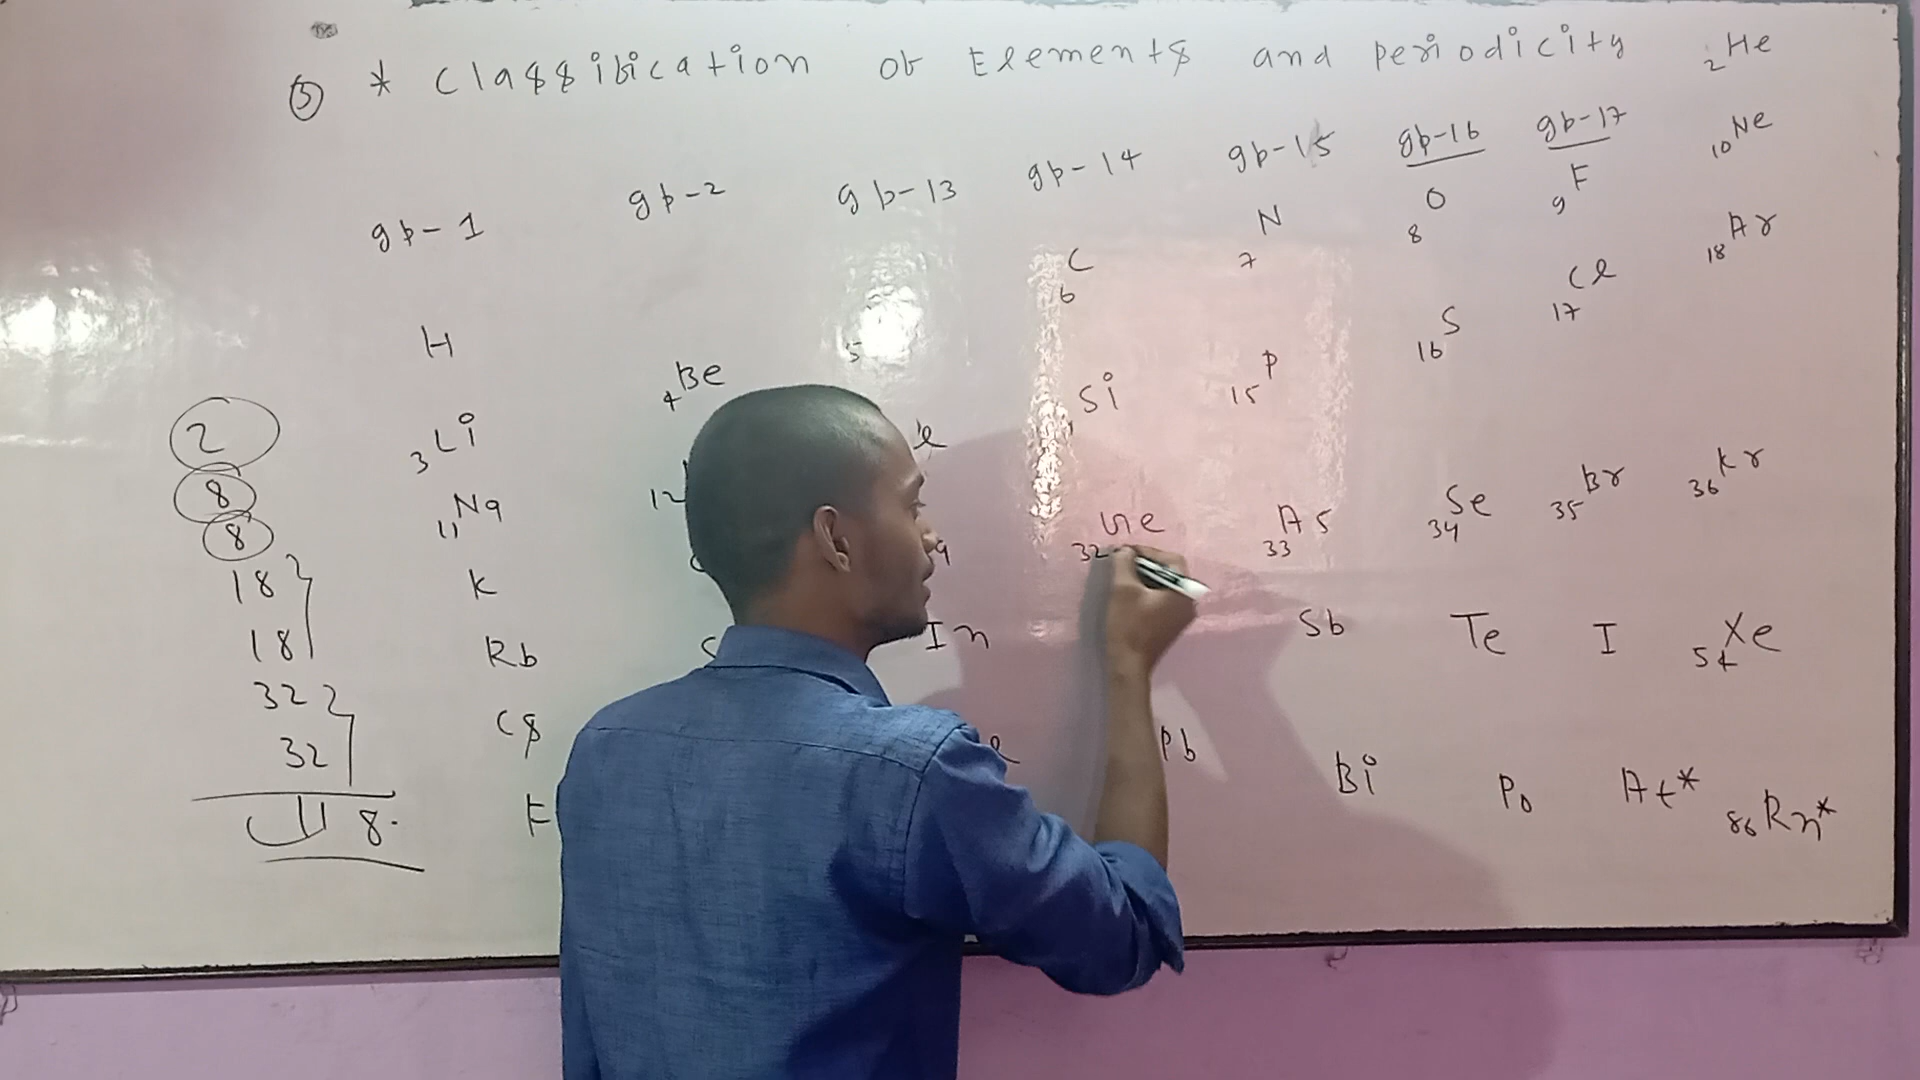 5 * Classification of Elements and periodicity
2He
gp-1 gp-2 gp-13 gp-14 gp-15 gp-16 gp-17
10Ne
H
4Be 5 6C 7N 8O 9F 18Ar
2 3Li Si 15P 16S 17Cl
8 11Na 12
8 K 32Ge 33As 34Se 35Br 36Kr
18 Rb In Sb Te I 54Xe
18 Cs Pb Bi Po At* 86Rn*
32
32
118.